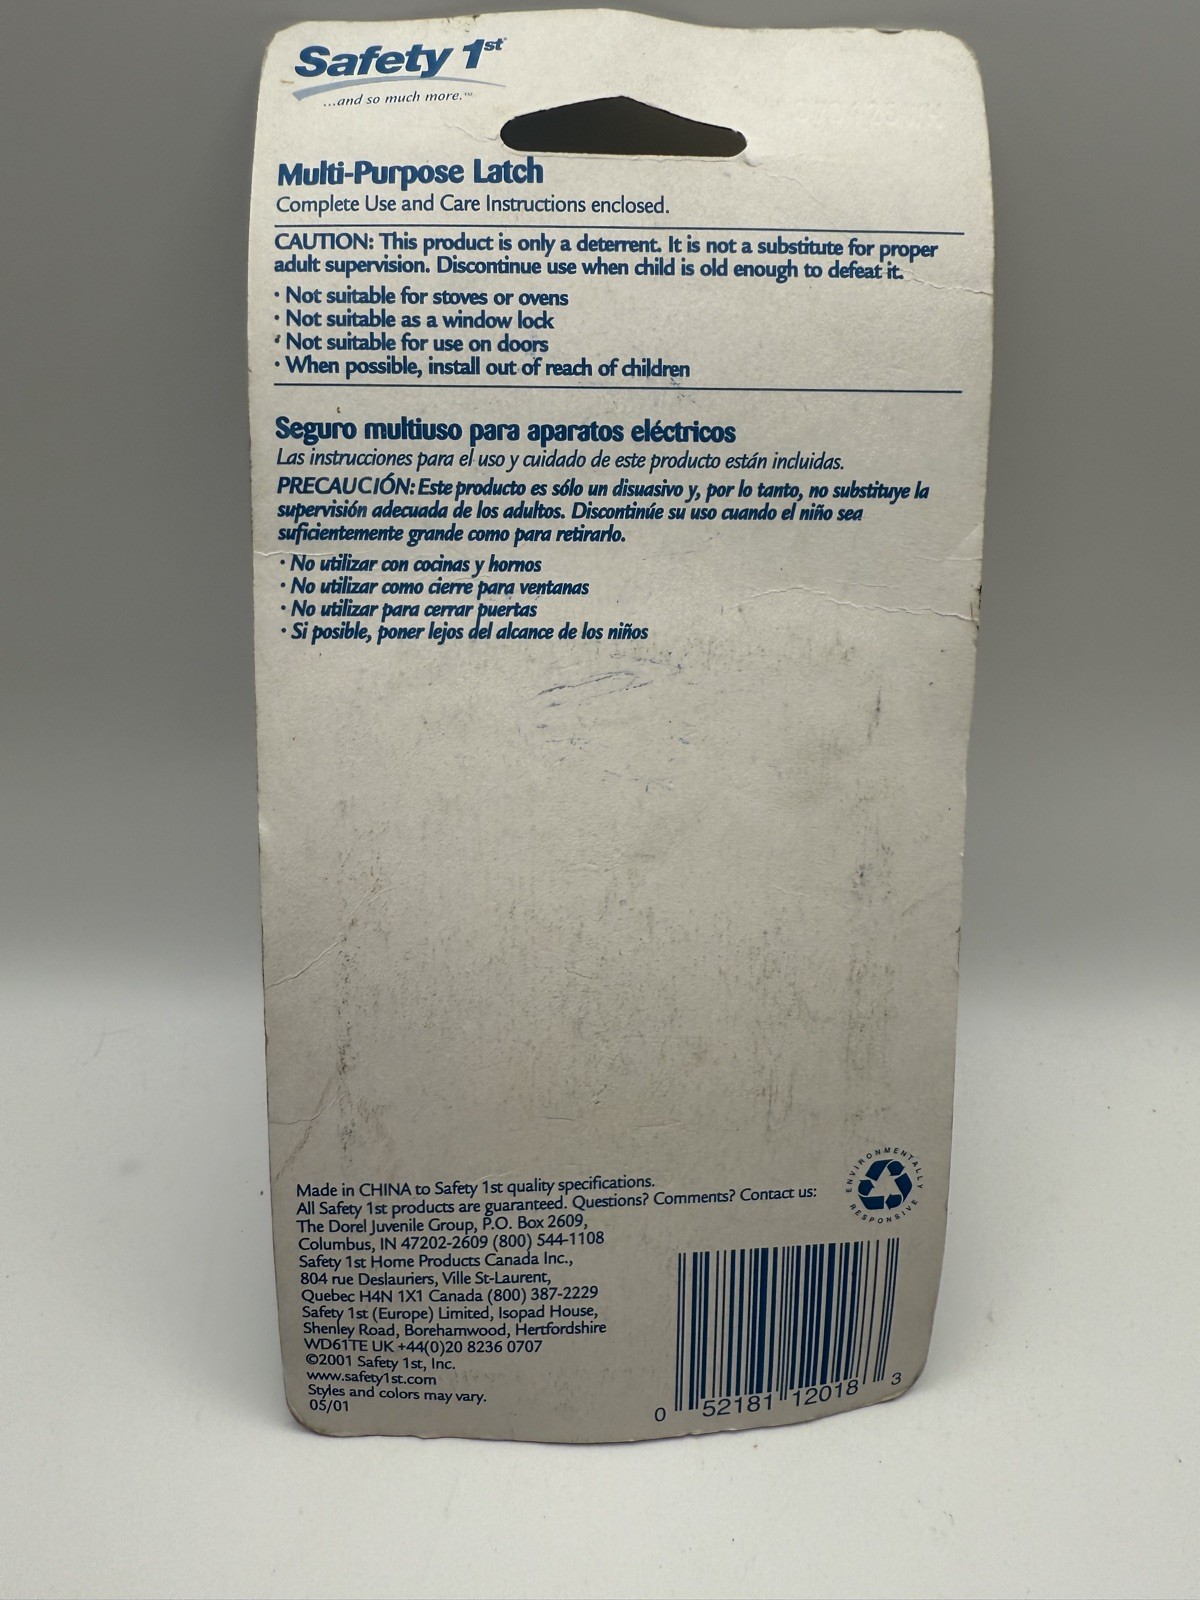 Safety 1st
...and so much more.™
Multi-Purpose Latch
Complete Use and Care Instructions enclosed.
CAUTION: This product is only a deterrent. It is not a substitute for proper
adult supervision. Discontinue use when child is old enough to defeat it.
· Not suitable for stoves or ovens
· Not suitable as a window lock
· Not suitable for use on doors
· When possible, install out of reach of children
Seguro multiuso para aparatos eléctricos
Las instrucciones para el uso y cuidado de este producto están incluidas.
PRECAUCIÓN: Este producto es sólo un disuasivo y, por lo tanto, no substituye la
supervisión adecuada de los adultos. Discontinúe su uso cuando el niño sea
suficientemente grande como para retirarlo.
· No utilizar con cocinas y hornos
· No utilizar como cierre para ventanas
· No utilizar para cerrar puertas
· Si posible, poner lejos del alcance de los niños
Made in CHINA to Safety 1st quality specifications.
All Safety 1st products are guaranteed. Questions? Comments? Contact us:
The Dorel Juvenile Group, P.O. Box 2609,
Columbus, IN 47202-2609 (800) 544-1108
Safety 1st Home Products Canada Inc.,
804 rue Deslauriers, Ville St-Laurent,
Quebec H4N 1X1 Canada (800) 387-2229
Safety 1st (Europe) Limited, Isopad House,
Shenley Road, Borehamwood, Hertfordshire
WD61TE UK +44(0)20 8236 0707
©2001 Safety 1st, Inc.
www.safety1st.com
Styles and colors may vary.
05/01
ENVIRONMENTALLY RESPONSIVE
0 52181 12018 3